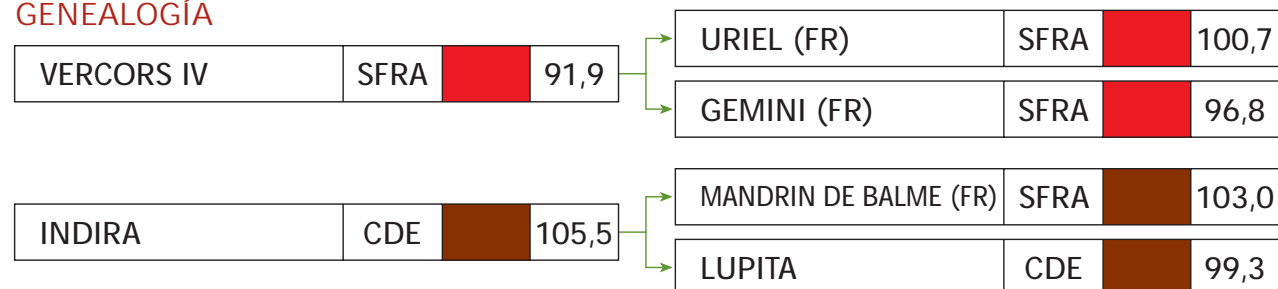 GENEALOGÍA
VERCORS IV SFRA 91,9
URIEL (FR) SFRA 100,7
GEMINI (FR) SFRA 96,8
INDIRA CDE 105,5
MANDRIN DE BALME (FR) SFRA 103,0
LUPITA CDE 99,3